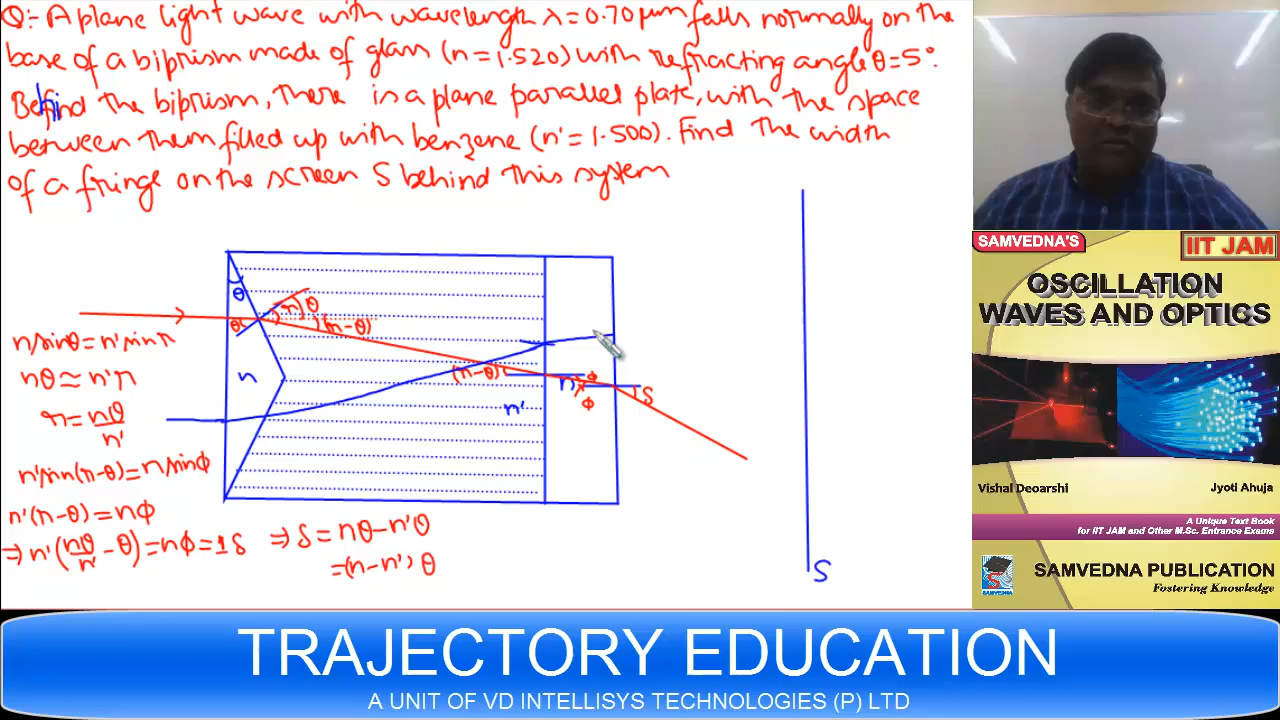 Q:- A plane light wave with wavelength λ = 0.70 μm falls normally on the
base of a biprism made of glass (n = 1.520) with refracting angle θ = 5°.
Behind the biprism, there is a plane parallel plate, with the space
between them filled up with benzene (n' = 1.500). Find the width
of a fringe on the screen S behind this system
θ
θ
r
θ
(r-θ)
n sinθ = n' sin r
nθ ≈ n' r
r = nθ/n'
n' sin(r-θ) = n sinφ
n'(r-θ) = nφ
⇒ n'(nθ/n' - θ) = nφ = 1δ ⇒ δ = nθ - n'θ
= (n - n') θ
n
(r-θ)
n'
n
φ
φ
δ
S
SAMVEDNA'S
IIT JAM
OSCILLATION
WAVES AND OPTICS
Vishal Deoarshi
Jyoti Ahuja
A Unique Text Book
for IIT JAM and Other M.Sc. Entrance Exams
SAMVEDNA
SAMVEDNA PUBLICATION
Fostering Knowledge
TRAJECTORY EDUCATION
A UNIT OF VD INTELLISYS TECHNOLOGIES (P) LTD